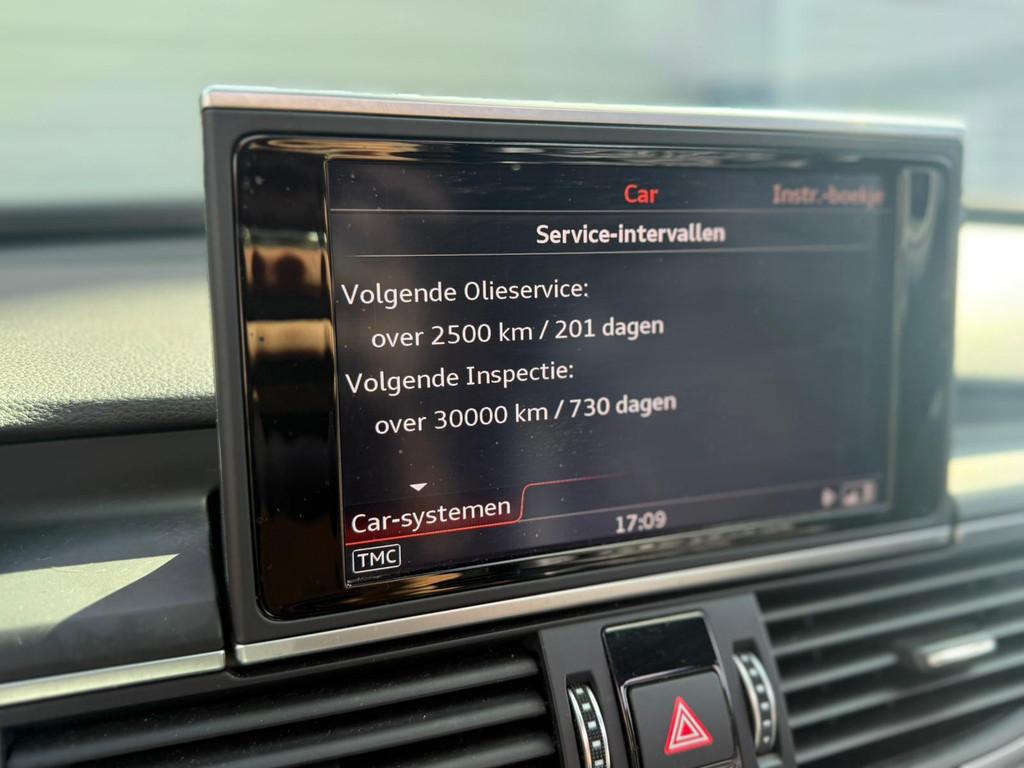 Car
Instr.-boekje
Service-intervallen
Volgende Olieservice:
over 2500 km / 201 dagen
Volgende Inspectie:
over 30000 km / 730 dagen
Car-systemen
17:09
TMC